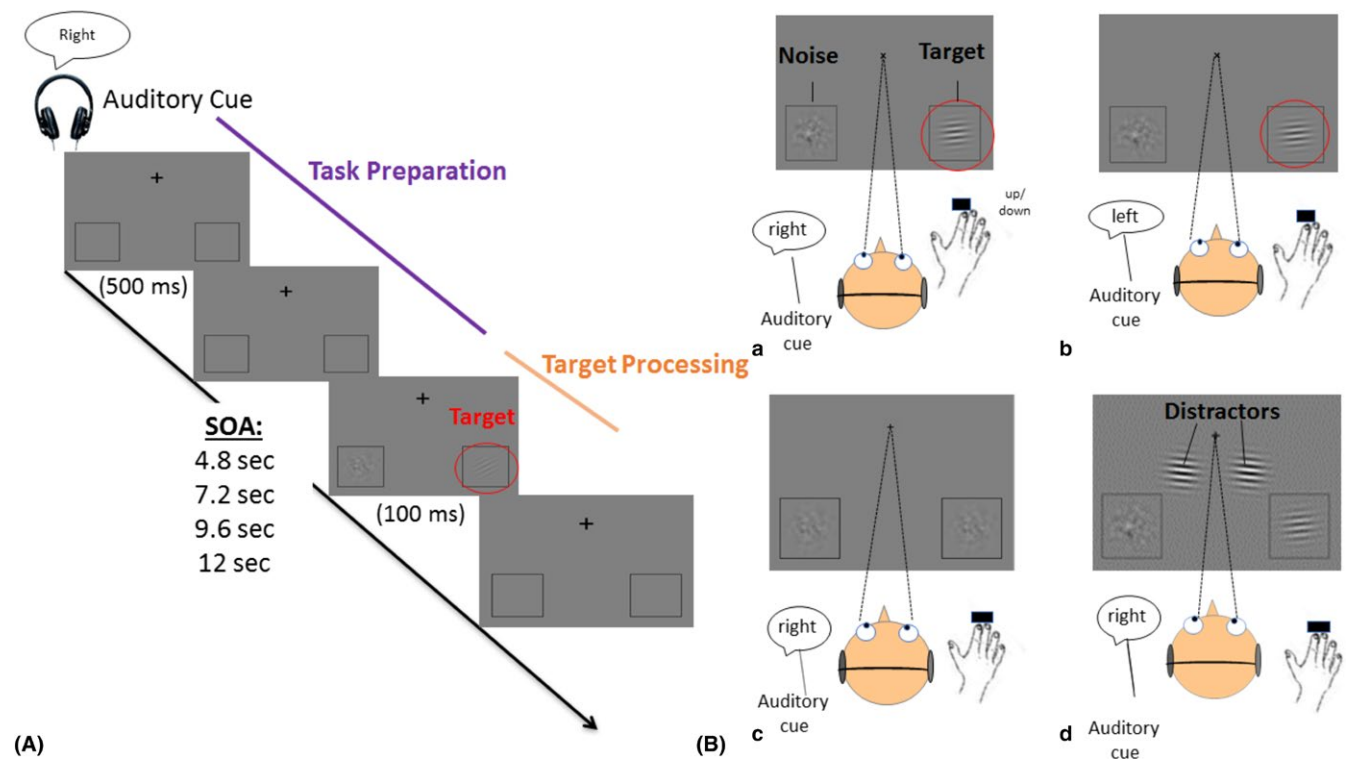 Right
Auditory Cue
Task Preparation
(500 ms)
Target Processing
Target
SOA:
4.8 sec
7.2 sec
9.6 sec
12 sec
(100 ms)
(A)
Noise
Target
up/
down
right
Auditory
cue
a
left
Auditory
cue
b
right
Auditory
cue
c
Distractors
right
Auditory
cue
d
(B)